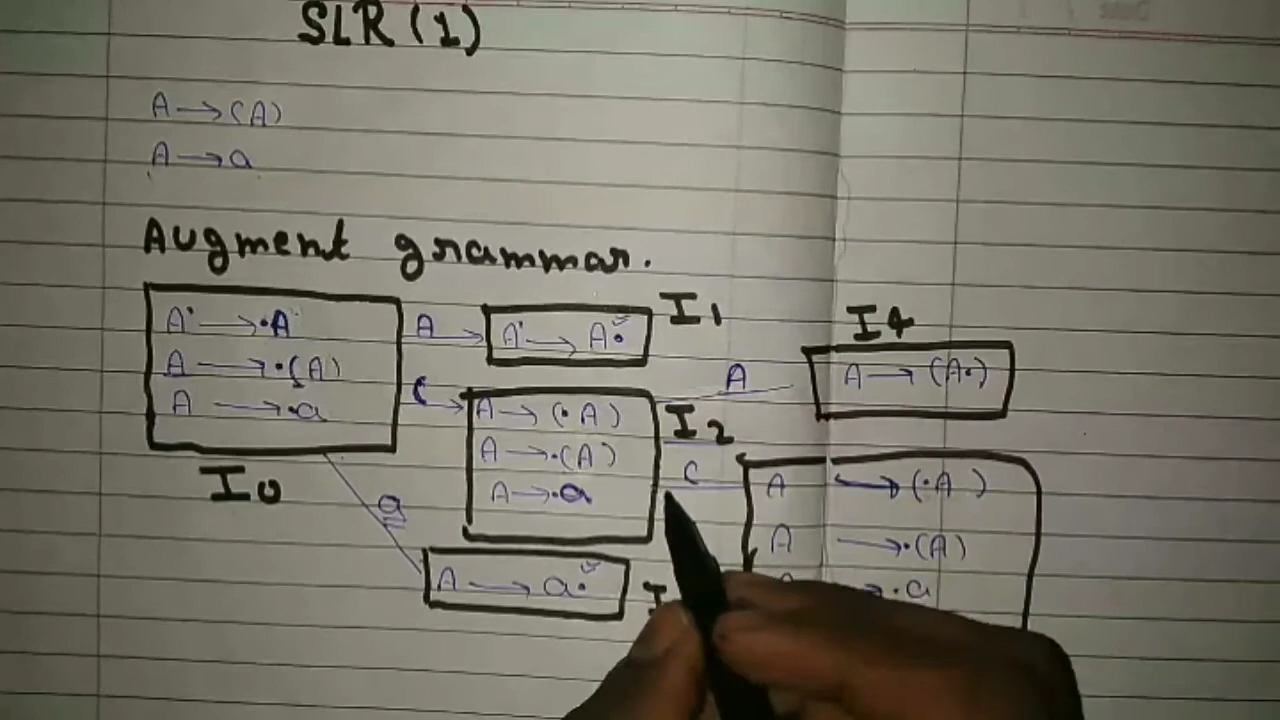 SLR (1)
A → (A)
A → a
Augment grammar.
A' → •A
A → •(A)
A → •a
I0
A
A' → A•
I1
(
A → (•A)
A → •(A)
A → •a
I2
a
A → a•
I
A
A → (A•)
I4
(
A → (•A)
A → •(A)
→ •a